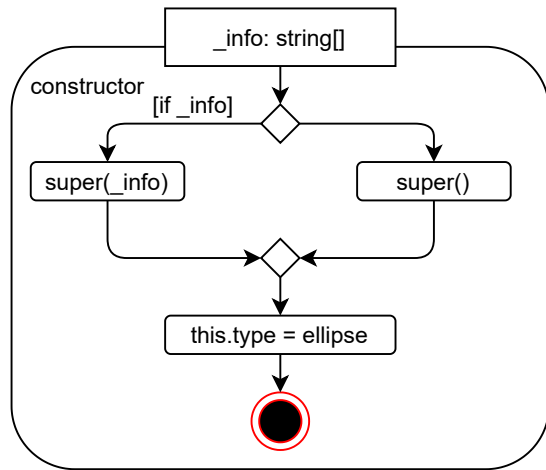 _info: string[]
constructor
[if _info]
super(_info)
super()
this.type = ellipse